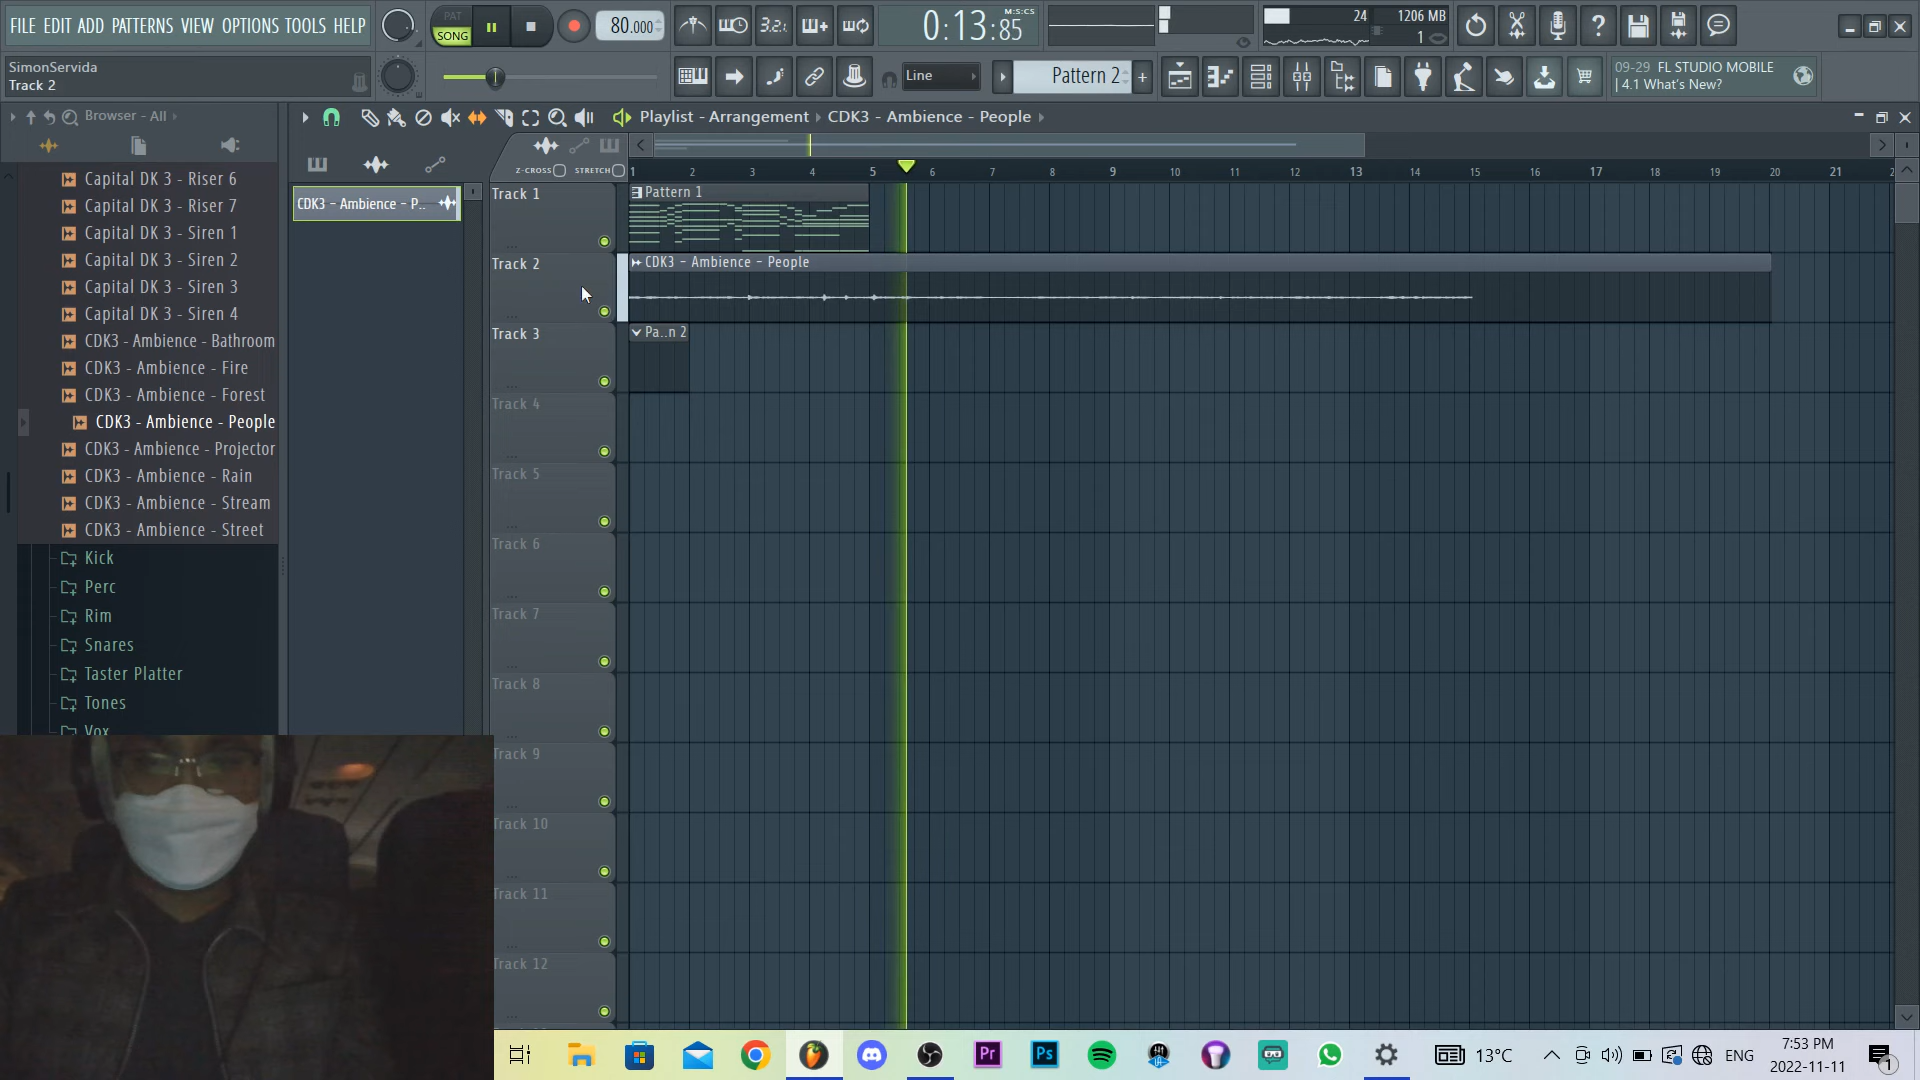 FILE EDIT ADD PATTERNS VIEW OPTIONS TOOLS HELP
PAT
SONG
80.000
3.2.
0:13:85
M:S:CS
24
1206 MB
1
SimonServida
Track 2
Line
Pattern 2
09-29 FL STUDIO MOBILE
4.1 What's New?
Browser - All
Playlist - Arrangement › CDK3 - Ambience - People
Z-CROSS
STRETCH
1 2 3 4 5 6 7 8 9 10 11 12 13 14 15 16 17 18 19 20 21
Capital DK 3 - Riser 6
Capital DK 3 - Riser 7
Capital DK 3 - Siren 1
Capital DK 3 - Siren 2
Capital DK 3 - Siren 3
Capital DK 3 - Siren 4
CDK3 - Ambience - Bathroom
CDK3 - Ambience - Fire
CDK3 - Ambience - Forest
CDK3 - Ambience - People
CDK3 - Ambience - Projector
CDK3 - Ambience - Rain
CDK3 - Ambience - Stream
CDK3 - Ambience - Street
Kick
Perc
Rim
Snares
Taster Platter
Tones
Vox
CDK3 - Ambience - P..
Track 1
Pattern 1
Track 2
CDK3 - Ambience - People
Track 3
Pa..n 2
Track 4
Track 5
Track 6
Track 7
Track 8
Track 9
Track 10
Track 11
Track 12
Pr
Ps
13°C
ENG
7:53 PM
2022-11-11
1